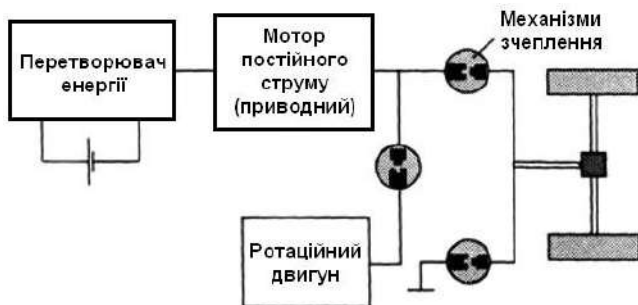 Перетворювач
енергії
Мотор
постійного
струму
(приводний)
Механізми
зчеплення
Ротаційний
двигун